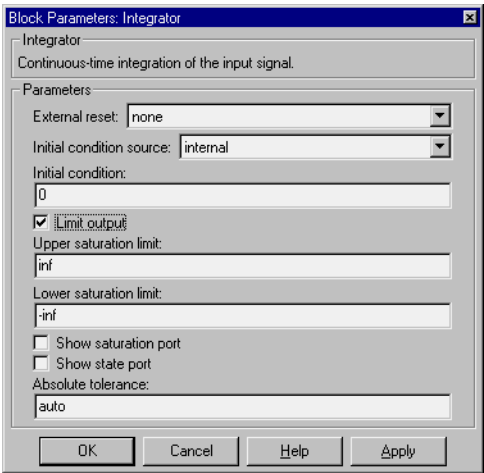 Block Parameters: Integrator
Integrator
Continuous-time integration of the input signal.
Parameters
External reset: none
Initial condition source: internal
Initial condition:
0
Limit output
Upper saturation limit:
inf
Lower saturation limit:
-inf
Show saturation port
Show state port
Absolute tolerance:
auto
OK Cancel Help Apply